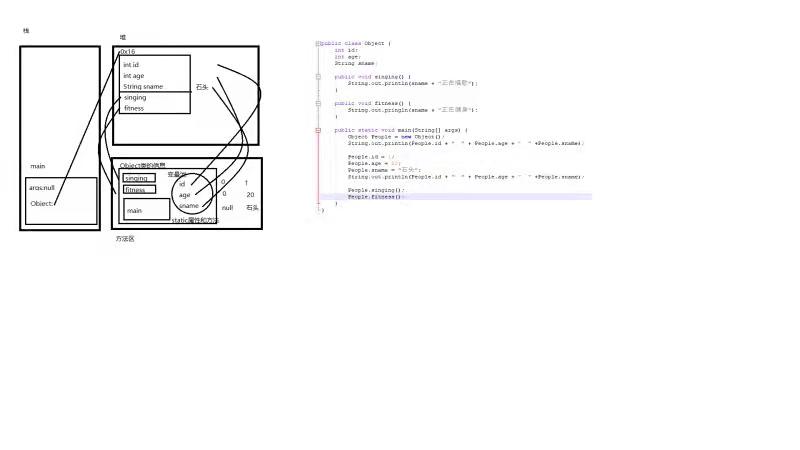 栈
堆
0x16
int id
int age
String sname
石头
singing
fitness
main
args:null
Object:
Object类的信息
变量池
singing
fitness
main
id
age
sname
static属性和方法
0
1
0
20
null
石头
方法区
public class Object {
int id;
int age;
String sname;
public void singing() {
String.out.println(sname + "正在唱歌");
}
public void fitness() {
String.out.pringln(sname + "正在健身");
}
public static void main(String[] args) {
Object People = new Object();
String.out.println(People.id + " " + People.age + " " +People.sname);
People.id = 1;
People.age = 20;
People.sname = "石头";
String.out.println(People.id + " " + People.age + " " +People.sname);
People.singing();
People.fitness();
}
}